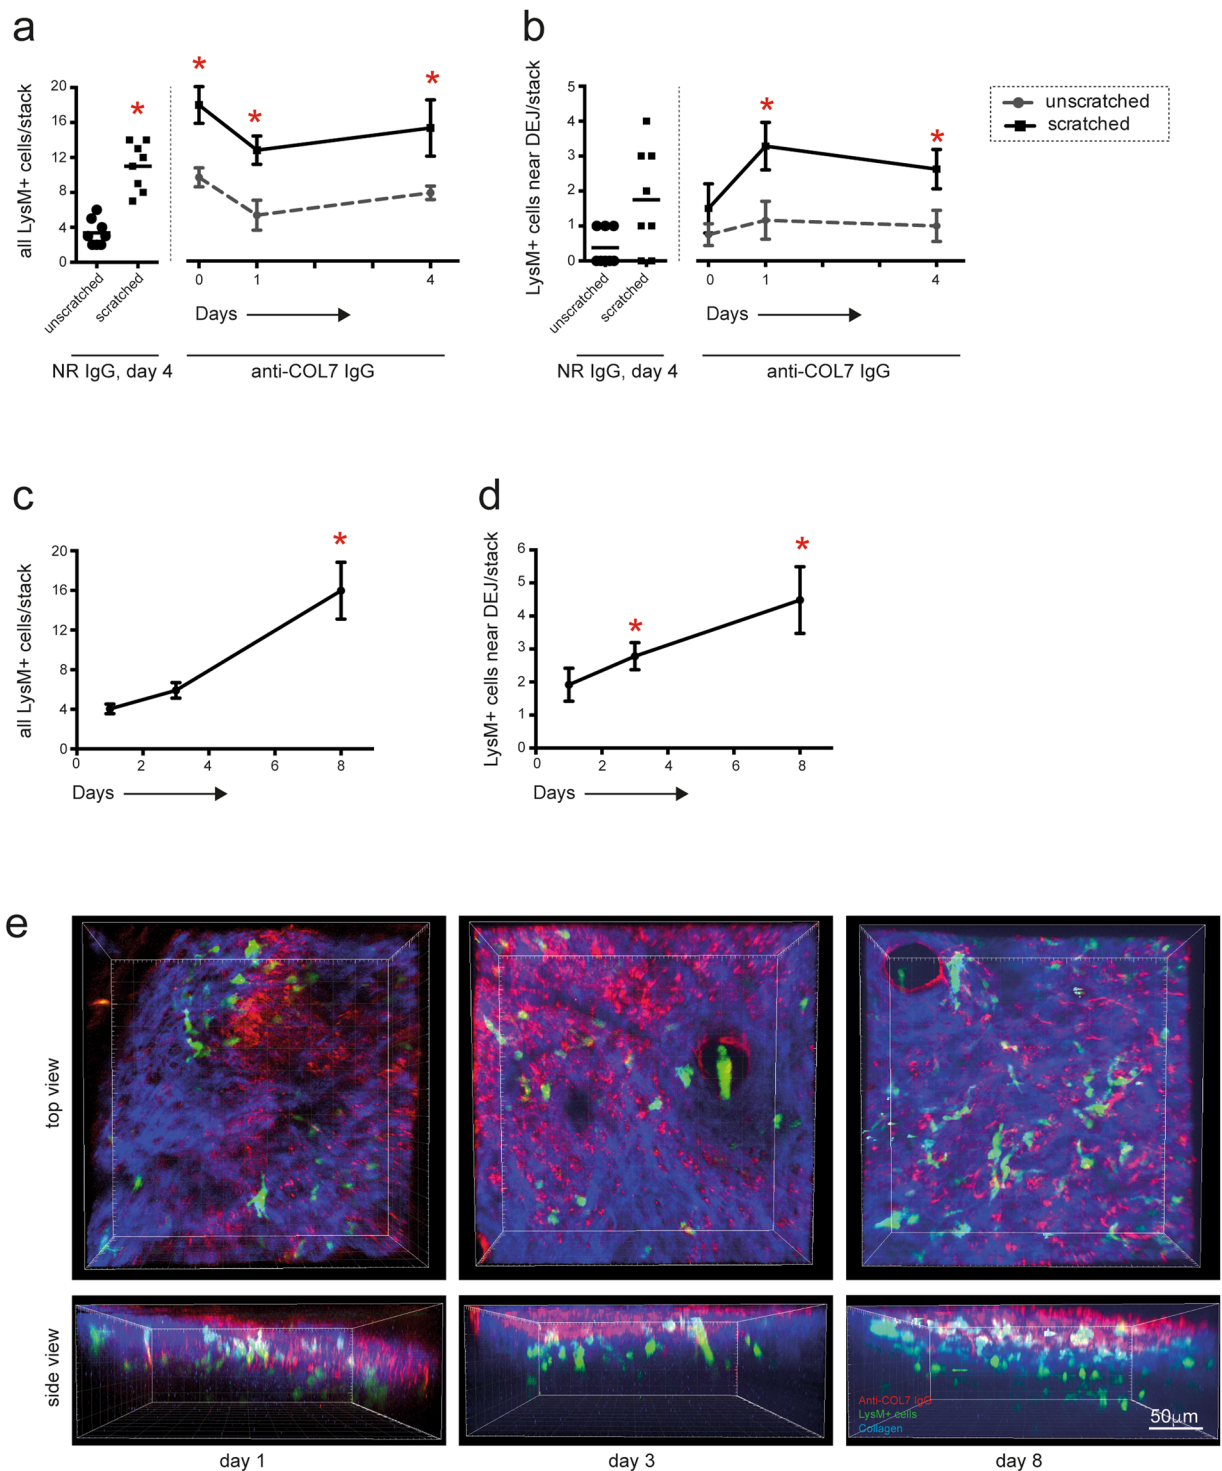 a
all LysM+ cells/stack
20
16
12
8
4
0
*
*
*
*
unscratched
scratched
0
1
4
Days
NR IgG, day 4
anti-COL7 IgG
b
LysM+ cells near DEJ/stack
5
4
3
2
1
0
*
*
unscratched
scratched
0
1
4
Days
NR IgG, day 4
anti-COL7 IgG
unscratched
scratched
c
all LysM+ cells/stack
20
16
12
8
4
0
*
0
2
4
6
8
Days
d
LysM+ cells near DEJ/stack
6
5
4
3
2
1
0
*
*
0
2
4
6
8
Days
e
top view
side view
Anti-COL7 IgG
LysM+ cells
Collagen
50μm
day 1
day 3
day 8